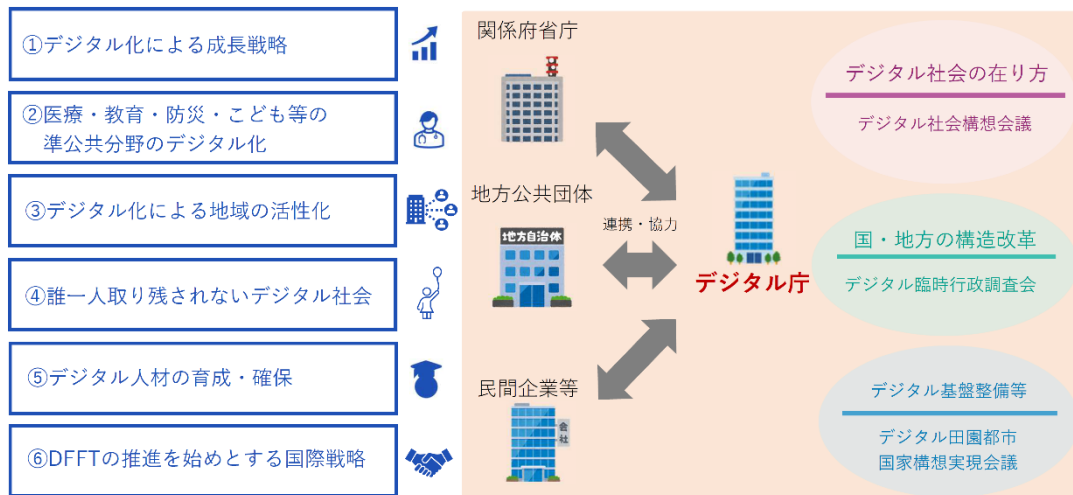 ①デジタル化による成長戦略
②医療・教育・防災・こども等の
準公共分野のデジタル化
③デジタル化による地域の活性化
④誰一人取り残されないデジタル社会
⑤デジタル人材の育成・確保
⑥DFFTの推進を始めとする国際戦略
関係府省庁
地方公共団体
地方自治体
民間企業等
会社
連携・協力
デジタル庁
デジタル社会の在り方
デジタル社会構想会議
国・地方の構造改革
デジタル臨時行政調査会
デジタル基盤整備等
デジタル田園都市
国家構想実現会議